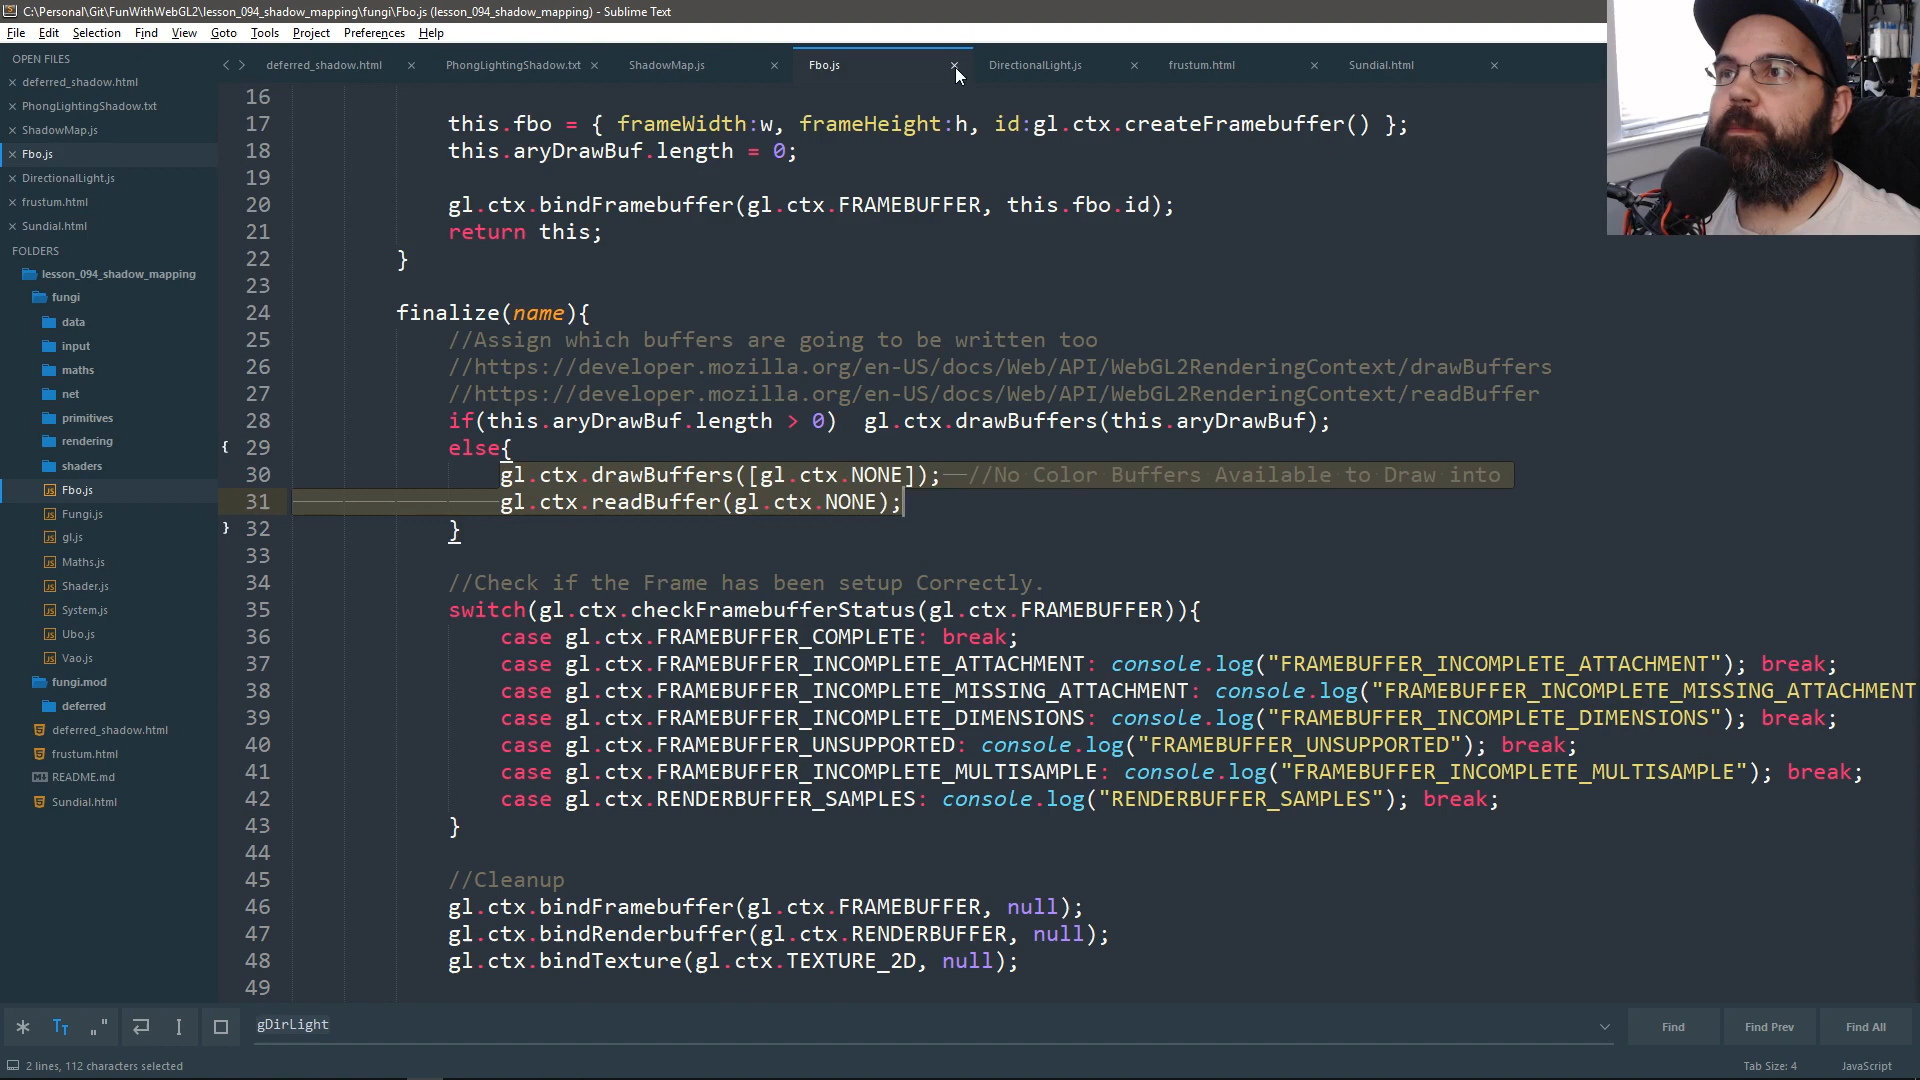 C:\Personal\Git\FunWithWebGL2\lesson_094_shadow_mapping\fungi\Fbo.js (lesson_094_shadow_mapping) - Sublime Text
File Edit Selection Find View Goto Tools Project Preferences Help
OPEN FILES
deferred_shadow.html
PhongLightingShadow.txt
ShadowMap.js
Fbo.js
DirectionalLight.js
frustum.html
Sundial.html
FOLDERS
lesson_094_shadow_mapping
fungi
data
input
maths
net
primitives
rendering
shaders
Fbo.js
Fungi.js
gl.js
Maths.js
Shader.js
System.js
Ubo.js
Vao.js
fungi.mod
deferred
deferred_shadow.html
frustum.html
README.md
Sundial.html
deferred_shadow.html PhongLightingShadow.txt ShadowMap.js Fbo.js DirectionalLight.js frustum.html Sundial.html
16
17 this.fbo = { frameWidth:w, frameHeight:h, id:gl.ctx.createFramebuffer() };
18 this.aryDrawBuf.length = 0;
19
20 gl.ctx.bindFramebuffer(gl.ctx.FRAMEBUFFER, this.fbo.id);
21 return this;
22 }
23
24 finalize(name){
25 //Assign which buffers are going to be written too
26 //https://developer.mozilla.org/en-US/docs/Web/API/WebGL2RenderingContext/drawBuffers
27 //https://developer.mozilla.org/en-US/docs/Web/API/WebGL2RenderingContext/readBuffer
28 if(this.aryDrawBuf.length > 0) gl.ctx.drawBuffers(this.aryDrawBuf);
{ 29 else{
30 gl.ctx.drawBuffers([gl.ctx.NONE]); //No Color Buffers Available to Draw into
31 gl.ctx.readBuffer(gl.ctx.NONE);
} 32 }
33
34 //Check if the Frame has been setup Correctly.
35 switch(gl.ctx.checkFramebufferStatus(gl.ctx.FRAMEBUFFER)){
36 case gl.ctx.FRAMEBUFFER_COMPLETE: break;
37 case gl.ctx.FRAMEBUFFER_INCOMPLETE_ATTACHMENT: console.log("FRAMEBUFFER_INCOMPLETE_ATTACHMENT"); break;
38 case gl.ctx.FRAMEBUFFER_INCOMPLETE_MISSING_ATTACHMENT: console.log("FRAMEBUFFER_INCOMPLETE_MISSING_ATTACHMENT
39 case gl.ctx.FRAMEBUFFER_INCOMPLETE_DIMENSIONS: console.log("FRAMEBUFFER_INCOMPLETE_DIMENSIONS"); break;
40 case gl.ctx.FRAMEBUFFER_UNSUPPORTED: console.log("FRAMEBUFFER_UNSUPPORTED"); break;
41 case gl.ctx.FRAMEBUFFER_INCOMPLETE_MULTISAMPLE: console.log("FRAMEBUFFER_INCOMPLETE_MULTISAMPLE"); break;
42 case gl.ctx.RENDERBUFFER_SAMPLES: console.log("RENDERBUFFER_SAMPLES"); break;
43 }
44
45 //Cleanup
46 gl.ctx.bindFramebuffer(gl.ctx.FRAMEBUFFER, null);
47 gl.ctx.bindRenderbuffer(gl.ctx.RENDERBUFFER, null);
48 gl.ctx.bindTexture(gl.ctx.TEXTURE_2D, null);
49
gDirLight Find Find Prev Find All
2 lines, 112 characters selected Tab Size: 4 JavaScript